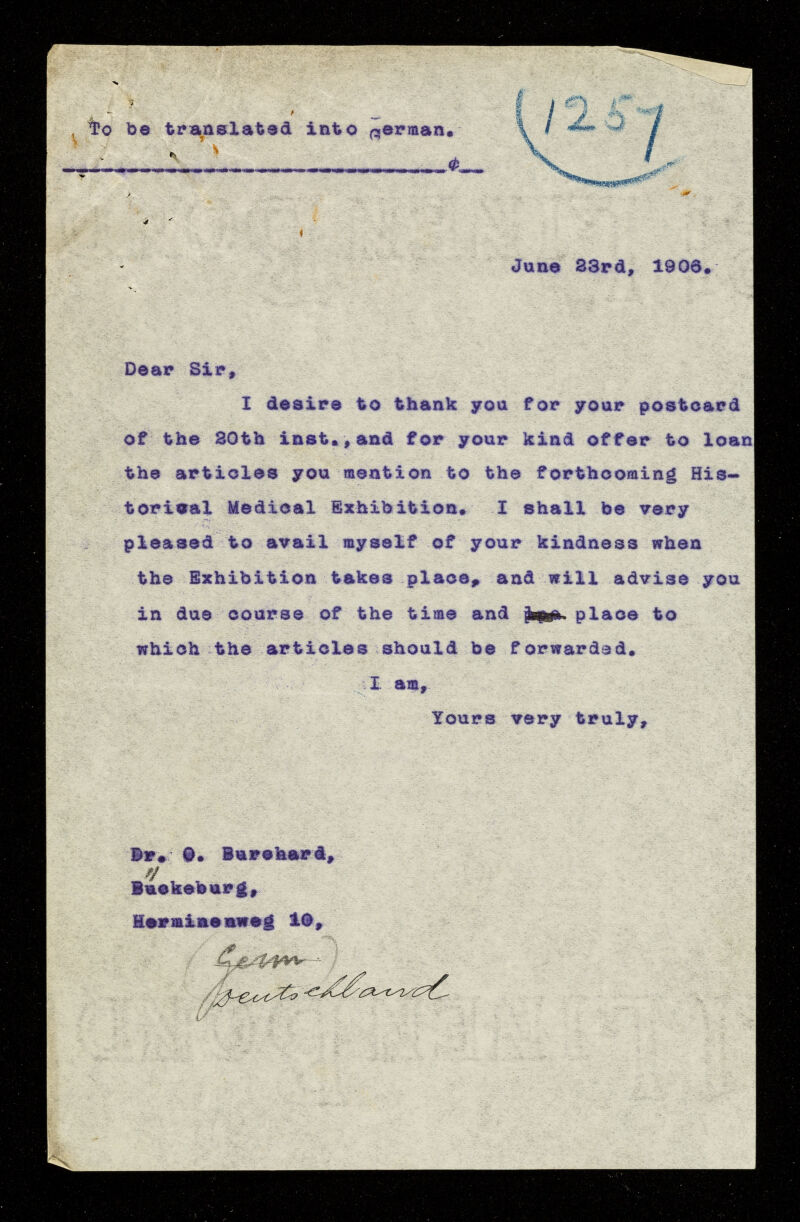 To be translated into German.
1257
June 23rd, 1906.
Dear Sir,
I desire to thank you for your postcard
of the 20th inst., and for your kind offer to loan
the articles you mention to the forthcoming His-
torical Medical Exhibition. I shall be very
pleased to avail myself of your kindness when
the Exhibition takes place, and will advise you
in due course of the time and place to
which the articles should be forwarded.
I am,
Yours very truly,
Dr. O. Burchard,
Bückeburg,
Herminenweg 10,
(Germ)
Deutschland